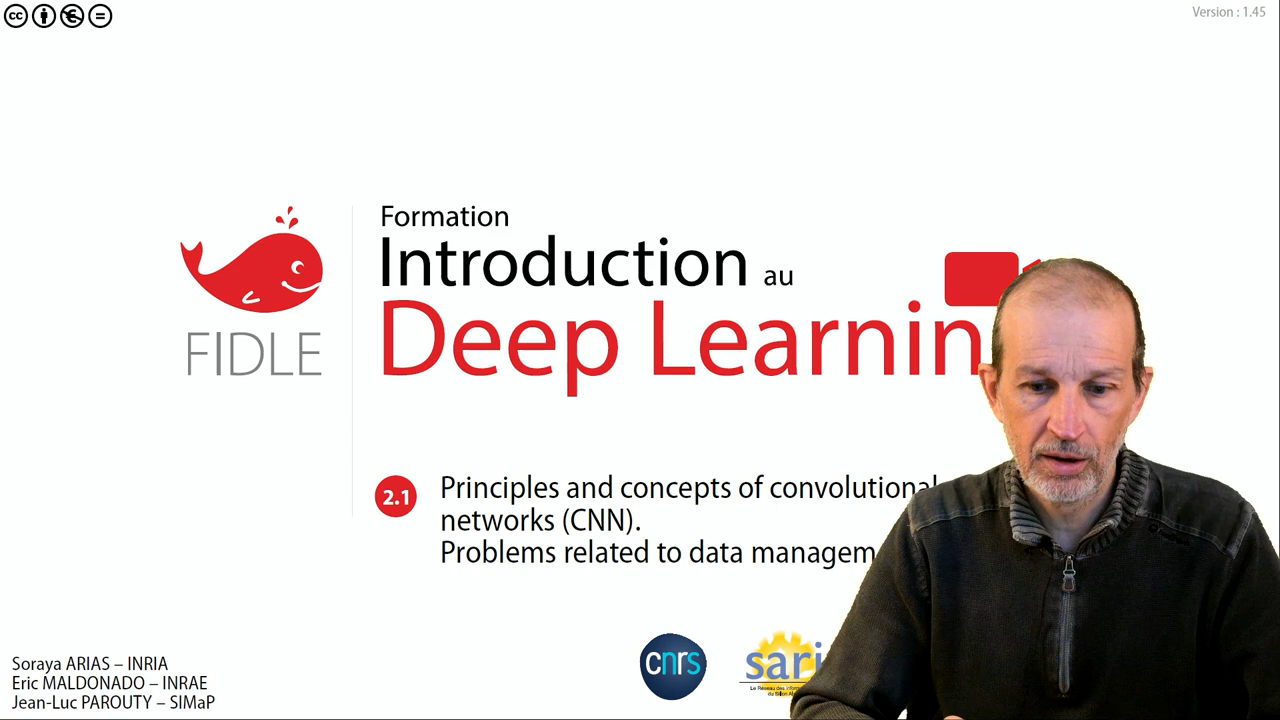 Version : 1.45
Formation
Introduction au
Deep Learnin
FIDLE
2.1
Principles and concepts of convolutional
networks (CNN).
Problems related to data managem
cnrs
sari
Soraya ARIAS – INRIA
Eric MALDONADO – INRAE
Jean-Luc PAROUTY – SIMaP